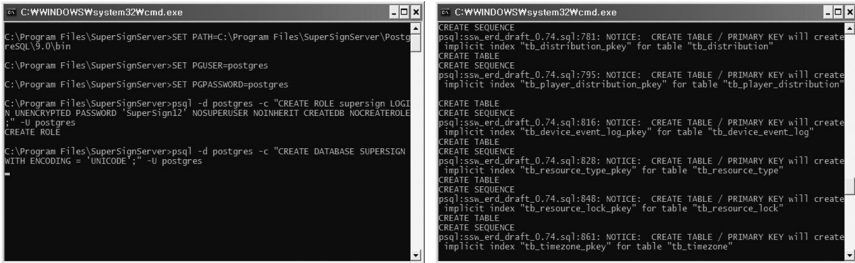 C:₩WINDOWS₩system32₩cmd.exe
C:\Program Files\SuperSignServer>SET PATH=C:\Program Files\SuperSignServer\Postg
reSQL\9.0\bin
C:\Program Files\SuperSignServer>SET PGUSER=postgres
C:\Program Files\SuperSignServer>SET PGPASSWORD=postgres
C:\Program Files\SuperSignServer>psql -d postgres -c "CREATE ROLE supersign LOGI
N UNENCRYPTED PASSWORD 'SuperSign12' NOSUPERUSER NOINHERIT CREATEDB NOCREATEROLE
;" -U postgres
CREATE ROLE
C:\Program Files\SuperSignServer>psql -d postgres -c "CREATE DATABASE SUPERSIGN
WITH ENCODING = 'UNICODE';" -U postgres
C:₩WINDOWS₩system32₩cmd.exe
CREATE SEQUENCE
psql:ssw_erd_draft_0.74.sql:781: NOTICE:  CREATE TABLE / PRIMARY KEY will create
implicit index "tb_distribution_pkey" for table "tb_distribution"
CREATE TABLE
CREATE SEQUENCE
psql:ssw_erd_draft_0.74.sql:795: NOTICE:  CREATE TABLE / PRIMARY KEY will create
implicit index "tb_player_distribution_pkey" for table "tb_player_distribution"
CREATE TABLE
CREATE SEQUENCE
psql:ssw_erd_draft_0.74.sql:816: NOTICE:  CREATE TABLE / PRIMARY KEY will create
implicit index "tb_device_event_log_pkey" for table "tb_device_event_log"
CREATE TABLE
CREATE SEQUENCE
psql:ssw_erd_draft_0.74.sql:828: NOTICE:  CREATE TABLE / PRIMARY KEY will create
implicit index "tb_resource_type_pkey" for table "tb_resource_type"
CREATE TABLE
CREATE SEQUENCE
psql:ssw_erd_draft_0.74.sql:848: NOTICE:  CREATE TABLE / PRIMARY KEY will create
implicit index "tb_resource_lock_pkey" for table "tb_resource_lock"
CREATE TABLE
CREATE SEQUENCE
psql:ssw_erd_draft_0.74.sql:861: NOTICE:  CREATE TABLE / PRIMARY KEY will create
implicit index "tb_timezone_pkey" for table "tb_timezone"